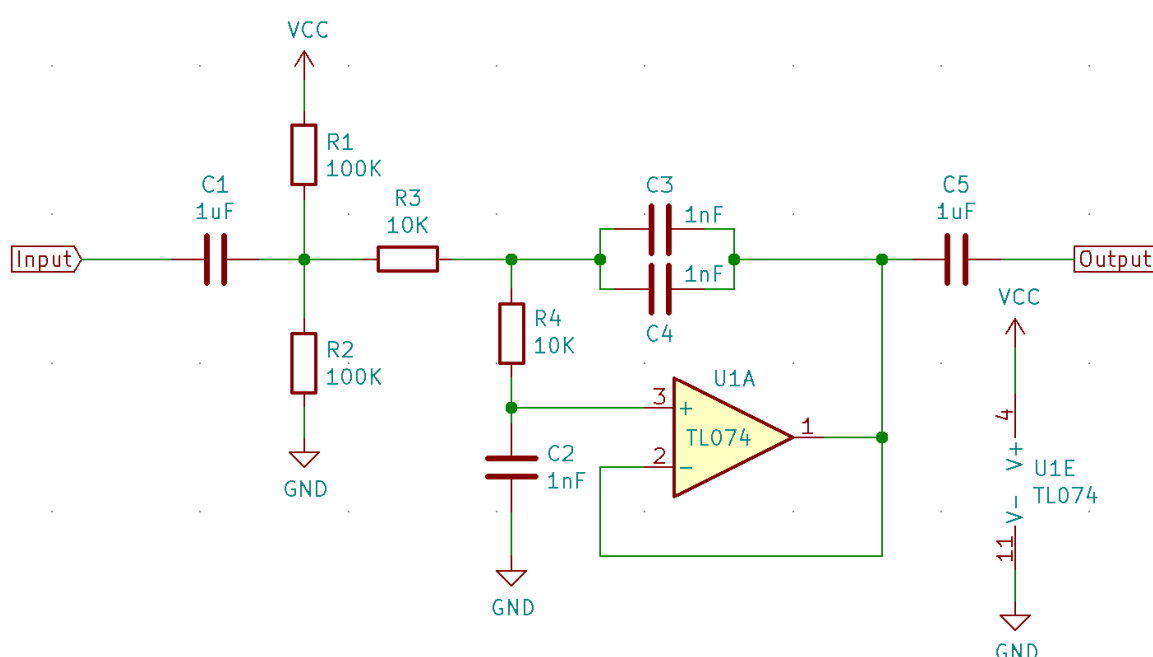 VCC
R1
100K
C1
1uF
R3
10K
C3
1nF
C5
1uF
Input
Output
1nF
C4
VCC
R4
10K
R2
100K
U1A
3
+
TL074
1
2
-
4
V+
U1E
TL074
V-
11
C2
1nF
GND
GND
GND